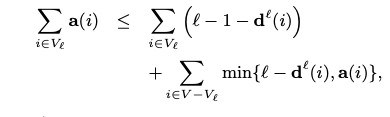 ∑_{i∈V_ℓ} a(i) ≤ ∑_{i∈V_ℓ} (ℓ − 1 − d^ℓ(i))
+ ∑_{i∈V−V_ℓ} min{ℓ − d^ℓ(i), a(i)},